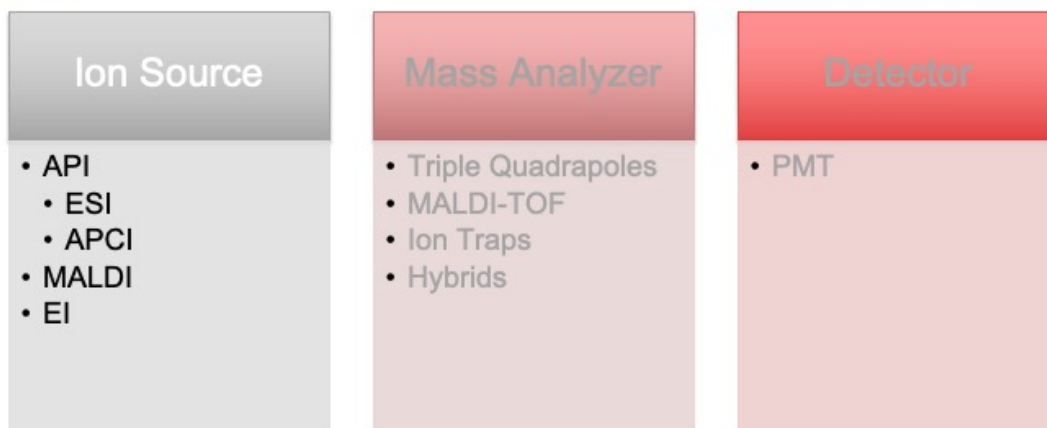 Ion Source
• API
• ESI
• APCI
• MALDI
• EI
Mass Analyzer
• Triple Quadrapoles
• MALDI-TOF
• Ion Traps
• Hybrids
Detector
• PMT